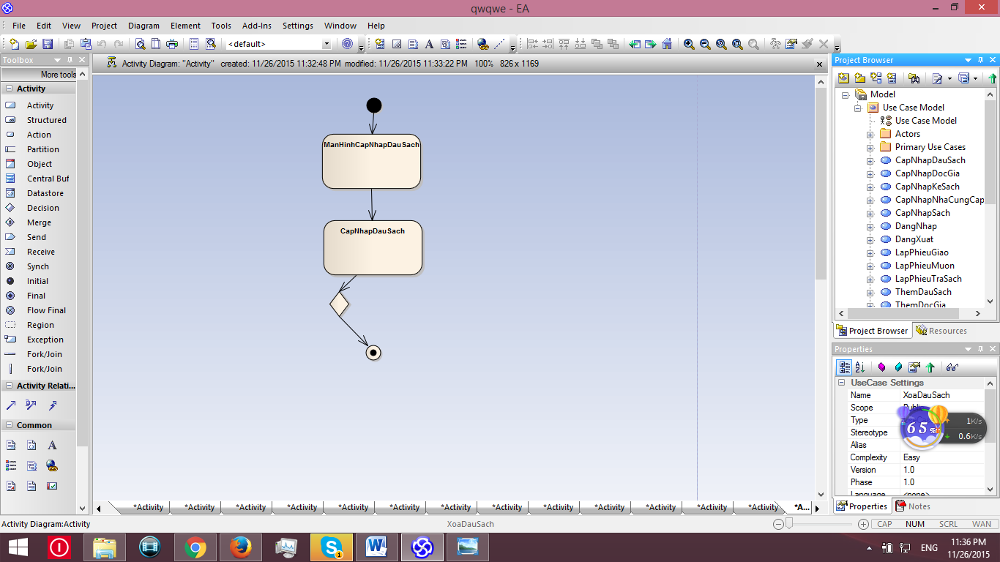 qwqwe - EA
File Edit View Project Diagram Element Tools Add-Ins Settings Window Help
<default>
Toolbox
More tools
Activity
Activity
Structured
Action
Partition
Object
Central Buf
Datastore
Decision
Merge
Send
Receive
Synch
Initial
Final
Flow Final
Region
Exception
Fork/Join
Fork/Join
Activity Relati...
Common
Activity Diagram: "Activity" created: 11/26/2015 11:32:48 PM modified: 11/26/2015 11:33:22 PM 100% 826 x 1169
ManHinhCapNhapDauSach
CapNhapDauSach
*Activity *Activity *Activity *Activity *Activity *Activity *Activity *Activity *Activity *Activity *Activity *Activity *Activity *A...
Project Browser
Model
Use Case Model
Use Case Model
Actors
Primary Use Cases
CapNhapDauSach
CapNhapDocGia
CapNhapKeSach
CapNhapNhaCungCap
CapNhapSach
DangNhap
DangXuat
LapPhieuGiao
LapPhieuMuon
LapPhieuTraSach
ThemDauSach
ThemDocGia
Project Browser Resources
Properties
UseCase Settings
Name XoaDauSach
Scope Public
Type
Stereotype
Alias
Complexity Easy
Version 1.0
Phase 1.0
Language <none>
65%
1K/s
0.6K/s
Properties Notes
Activity Diagram:Activity XoaDauSach CAP NUM SCRL WAN
1
ENG
11:36 PM
11/26/2015